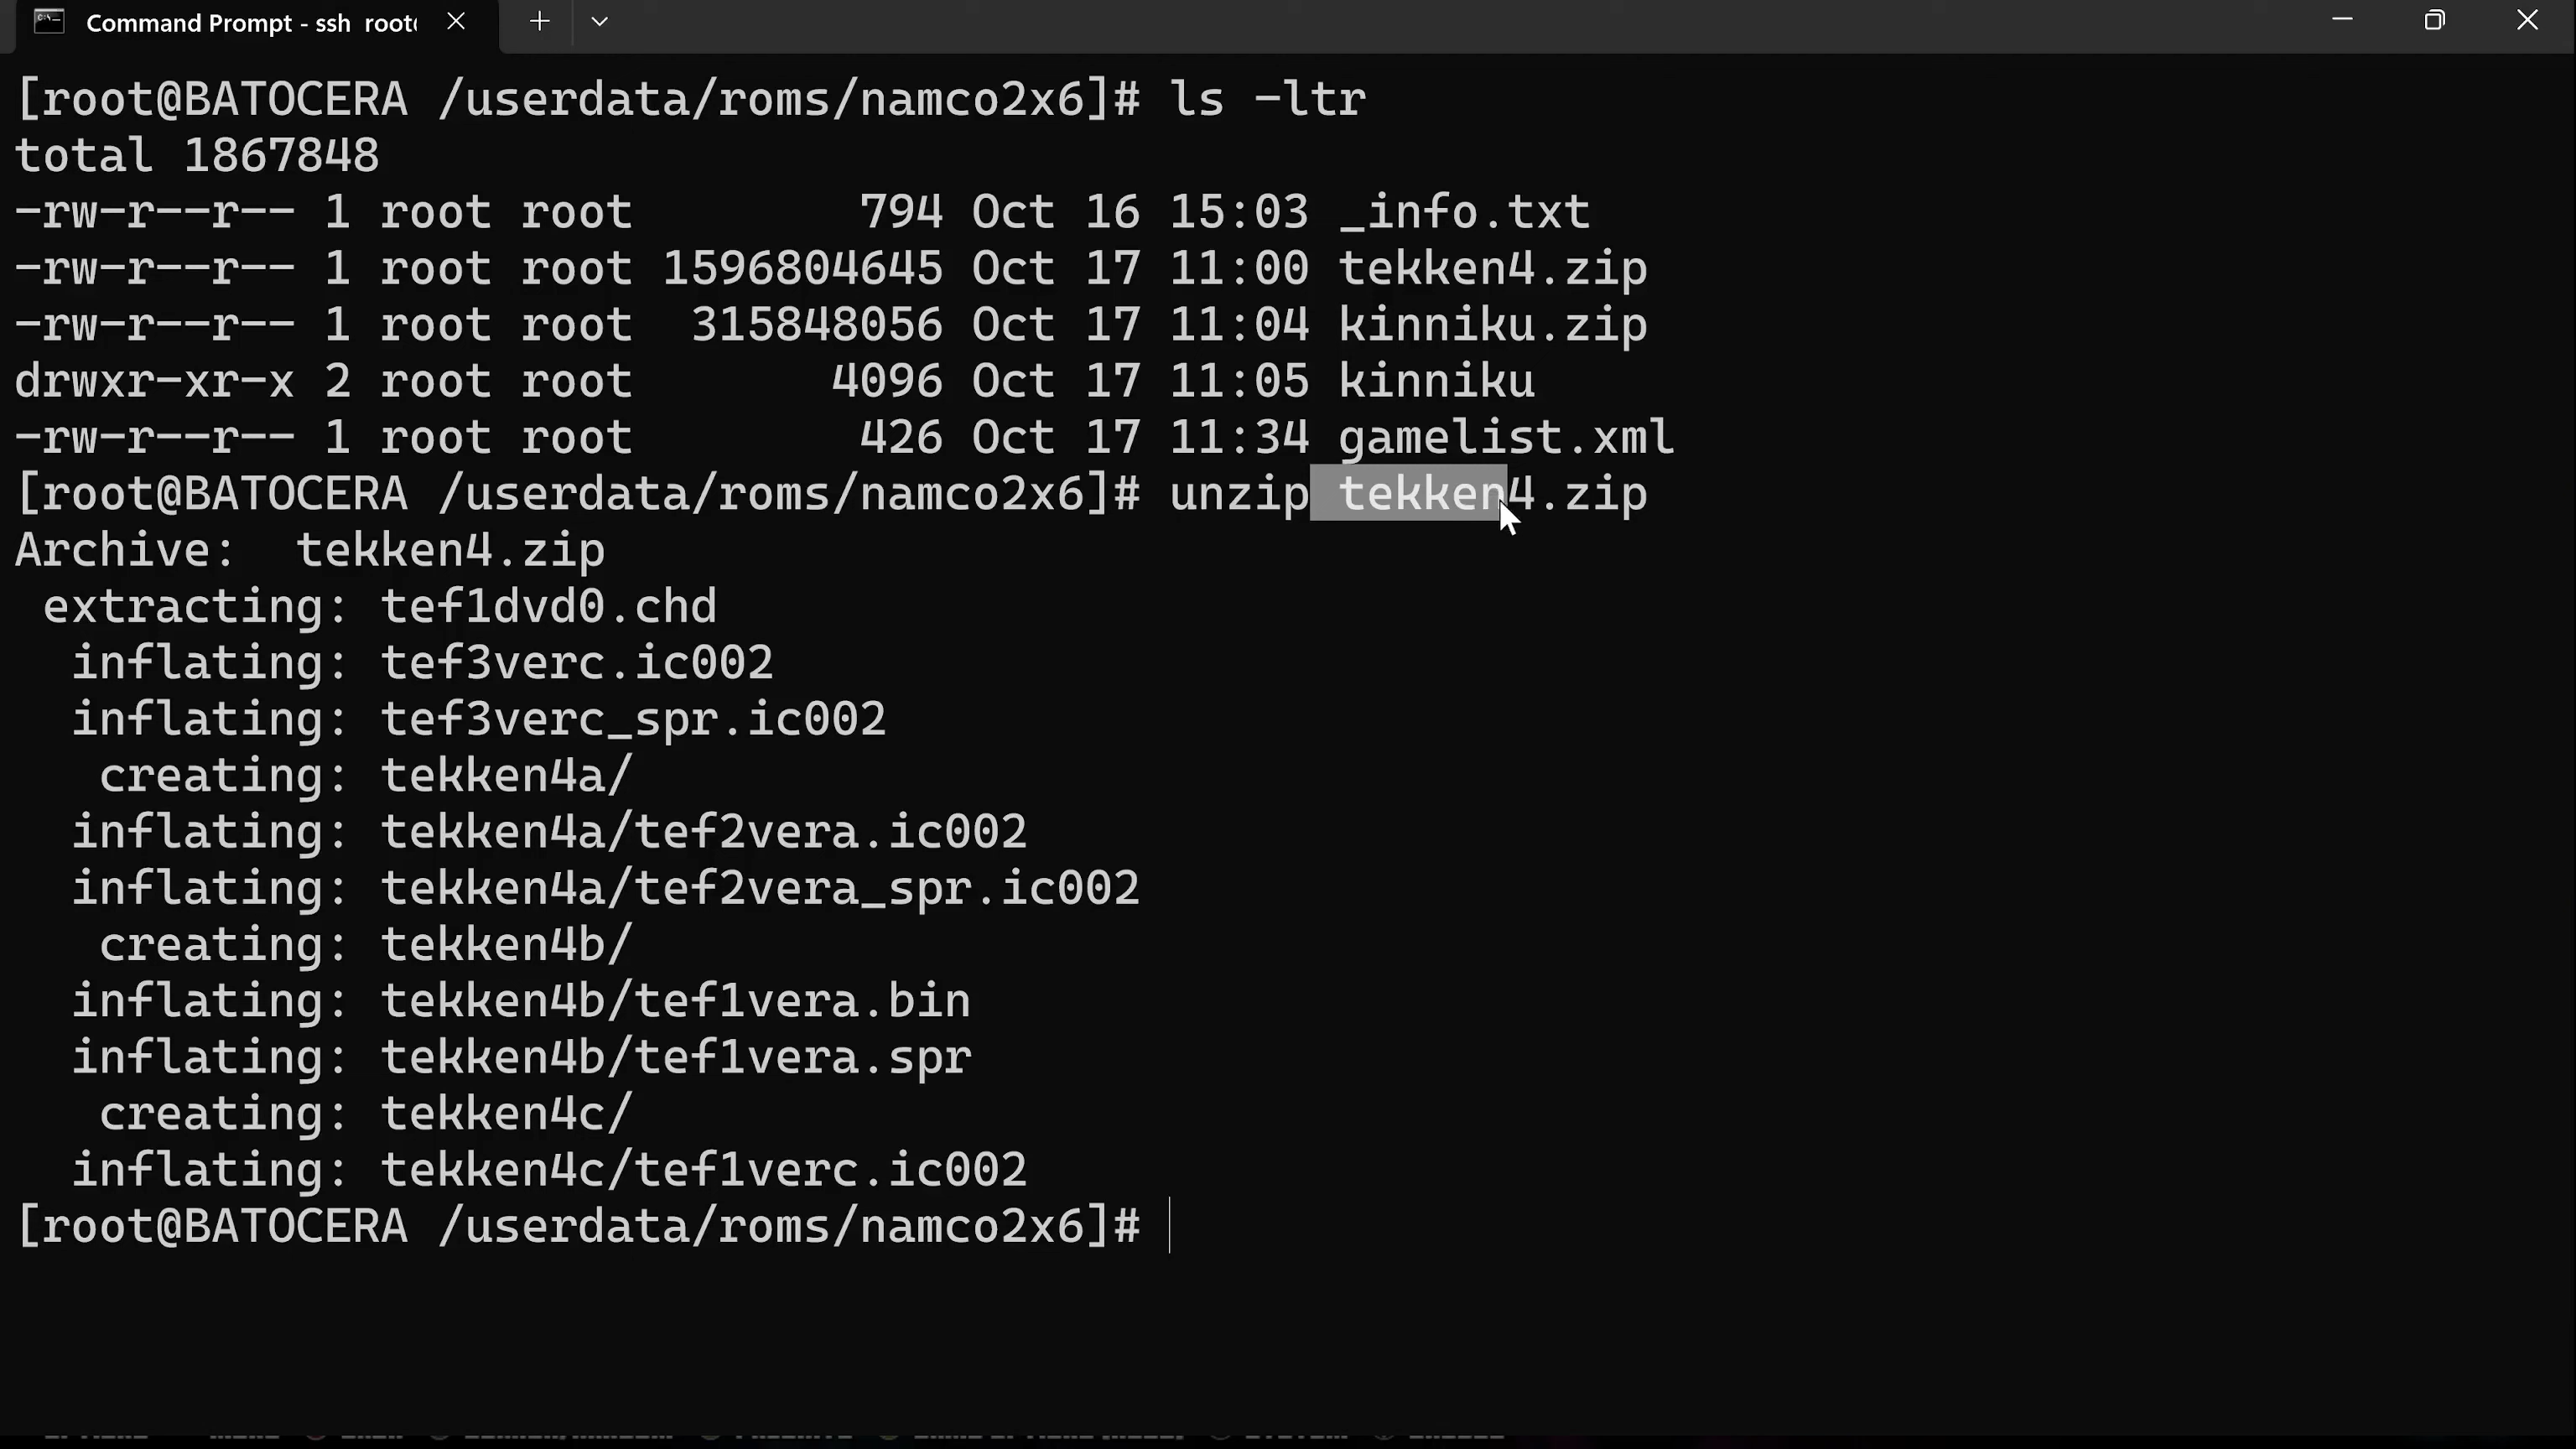 Command Prompt - ssh root
[root@BATOCERA /userdata/roms/namco2x6]# ls -ltr
total 1867848
-rw-r--r-- 1 root root        794 Oct 16 15:03 _info.txt
-rw-r--r-- 1 root root 1596804645 Oct 17 11:00 tekken4.zip
-rw-r--r-- 1 root root  315848056 Oct 17 11:04 kinniku.zip
drwxr-xr-x 2 root root       4096 Oct 17 11:05 kinniku
-rw-r--r-- 1 root root        426 Oct 17 11:34 gamelist.xml
[root@BATOCERA /userdata/roms/namco2x6]# unzip tekken4.zip
Archive:  tekken4.zip
 extracting: tef1dvd0.chd
  inflating: tef3verc.ic002
  inflating: tef3verc_spr.ic002
   creating: tekken4a/
  inflating: tekken4a/tef2vera.ic002
  inflating: tekken4a/tef2vera_spr.ic002
   creating: tekken4b/
  inflating: tekken4b/tef1vera.bin
  inflating: tekken4b/tef1vera.spr
   creating: tekken4c/
  inflating: tekken4c/tef1verc.ic002
[root@BATOCERA /userdata/roms/namco2x6]#